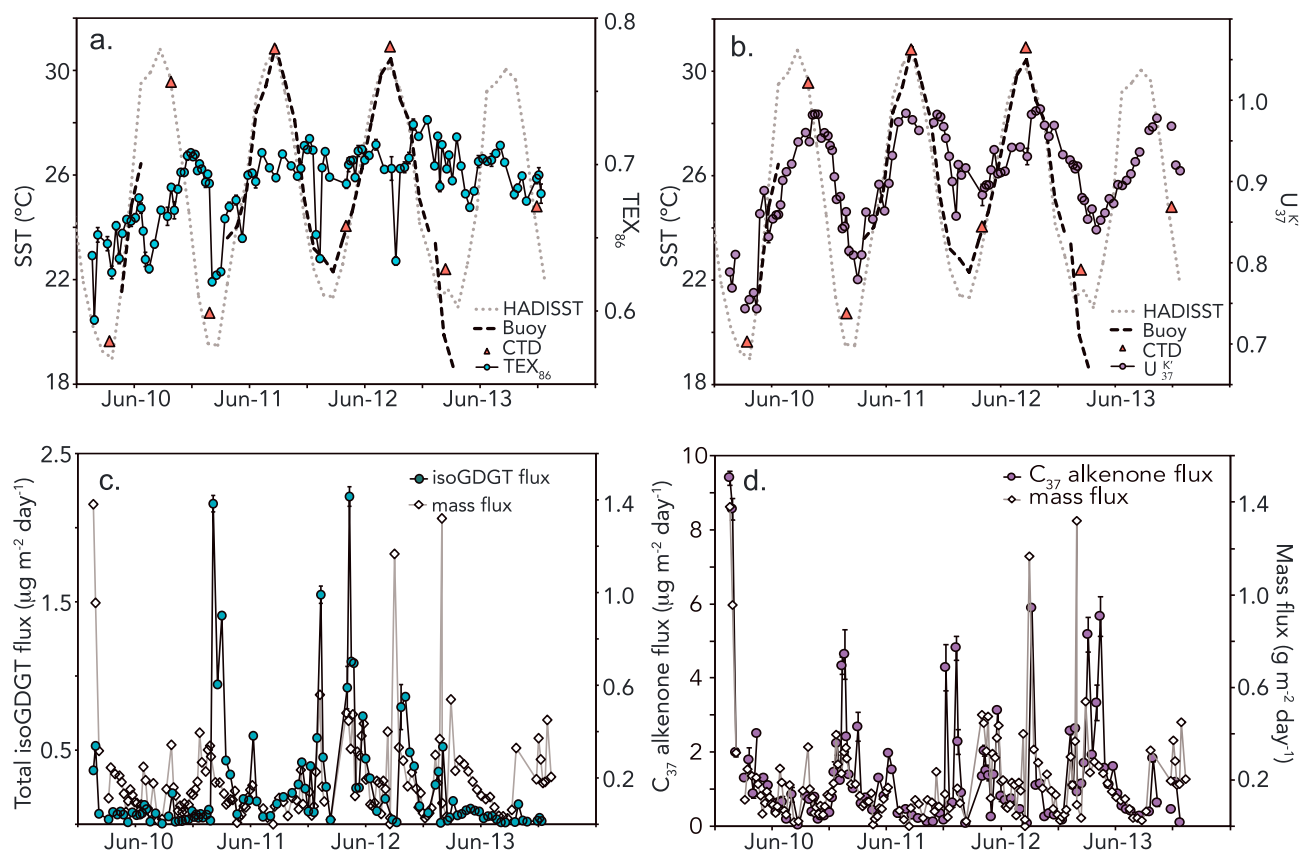 a.
SST (°C)
30
26
22
18
0.8
0.7
0.6
TEX86
HADISST
Buoy
CTD
TEX86
Jun-10 Jun-11 Jun-12 Jun-13
b.
SST (°C)
30
26
22
18
1.0
0.9
0.8
0.7
U37K′
HADISST
Buoy
CTD
U37K′
Jun-10 Jun-11 Jun-12 Jun-13
c.
Total isoGDGT flux (µg m-2 day-1)
2.5
1.5
0.5
1.4
1.0
0.6
0.2
isoGDGT flux
mass flux
Jun-10 Jun-11 Jun-12 Jun-13
d.
C37 alkenone flux (µg m-2 day-1)
10
8
6
4
2
0
1.4
1.0
0.6
0.2
Mass flux (g m-2 day-1)
C37 alkenone flux
mass flux
Jun-10 Jun-11 Jun-12 Jun-13